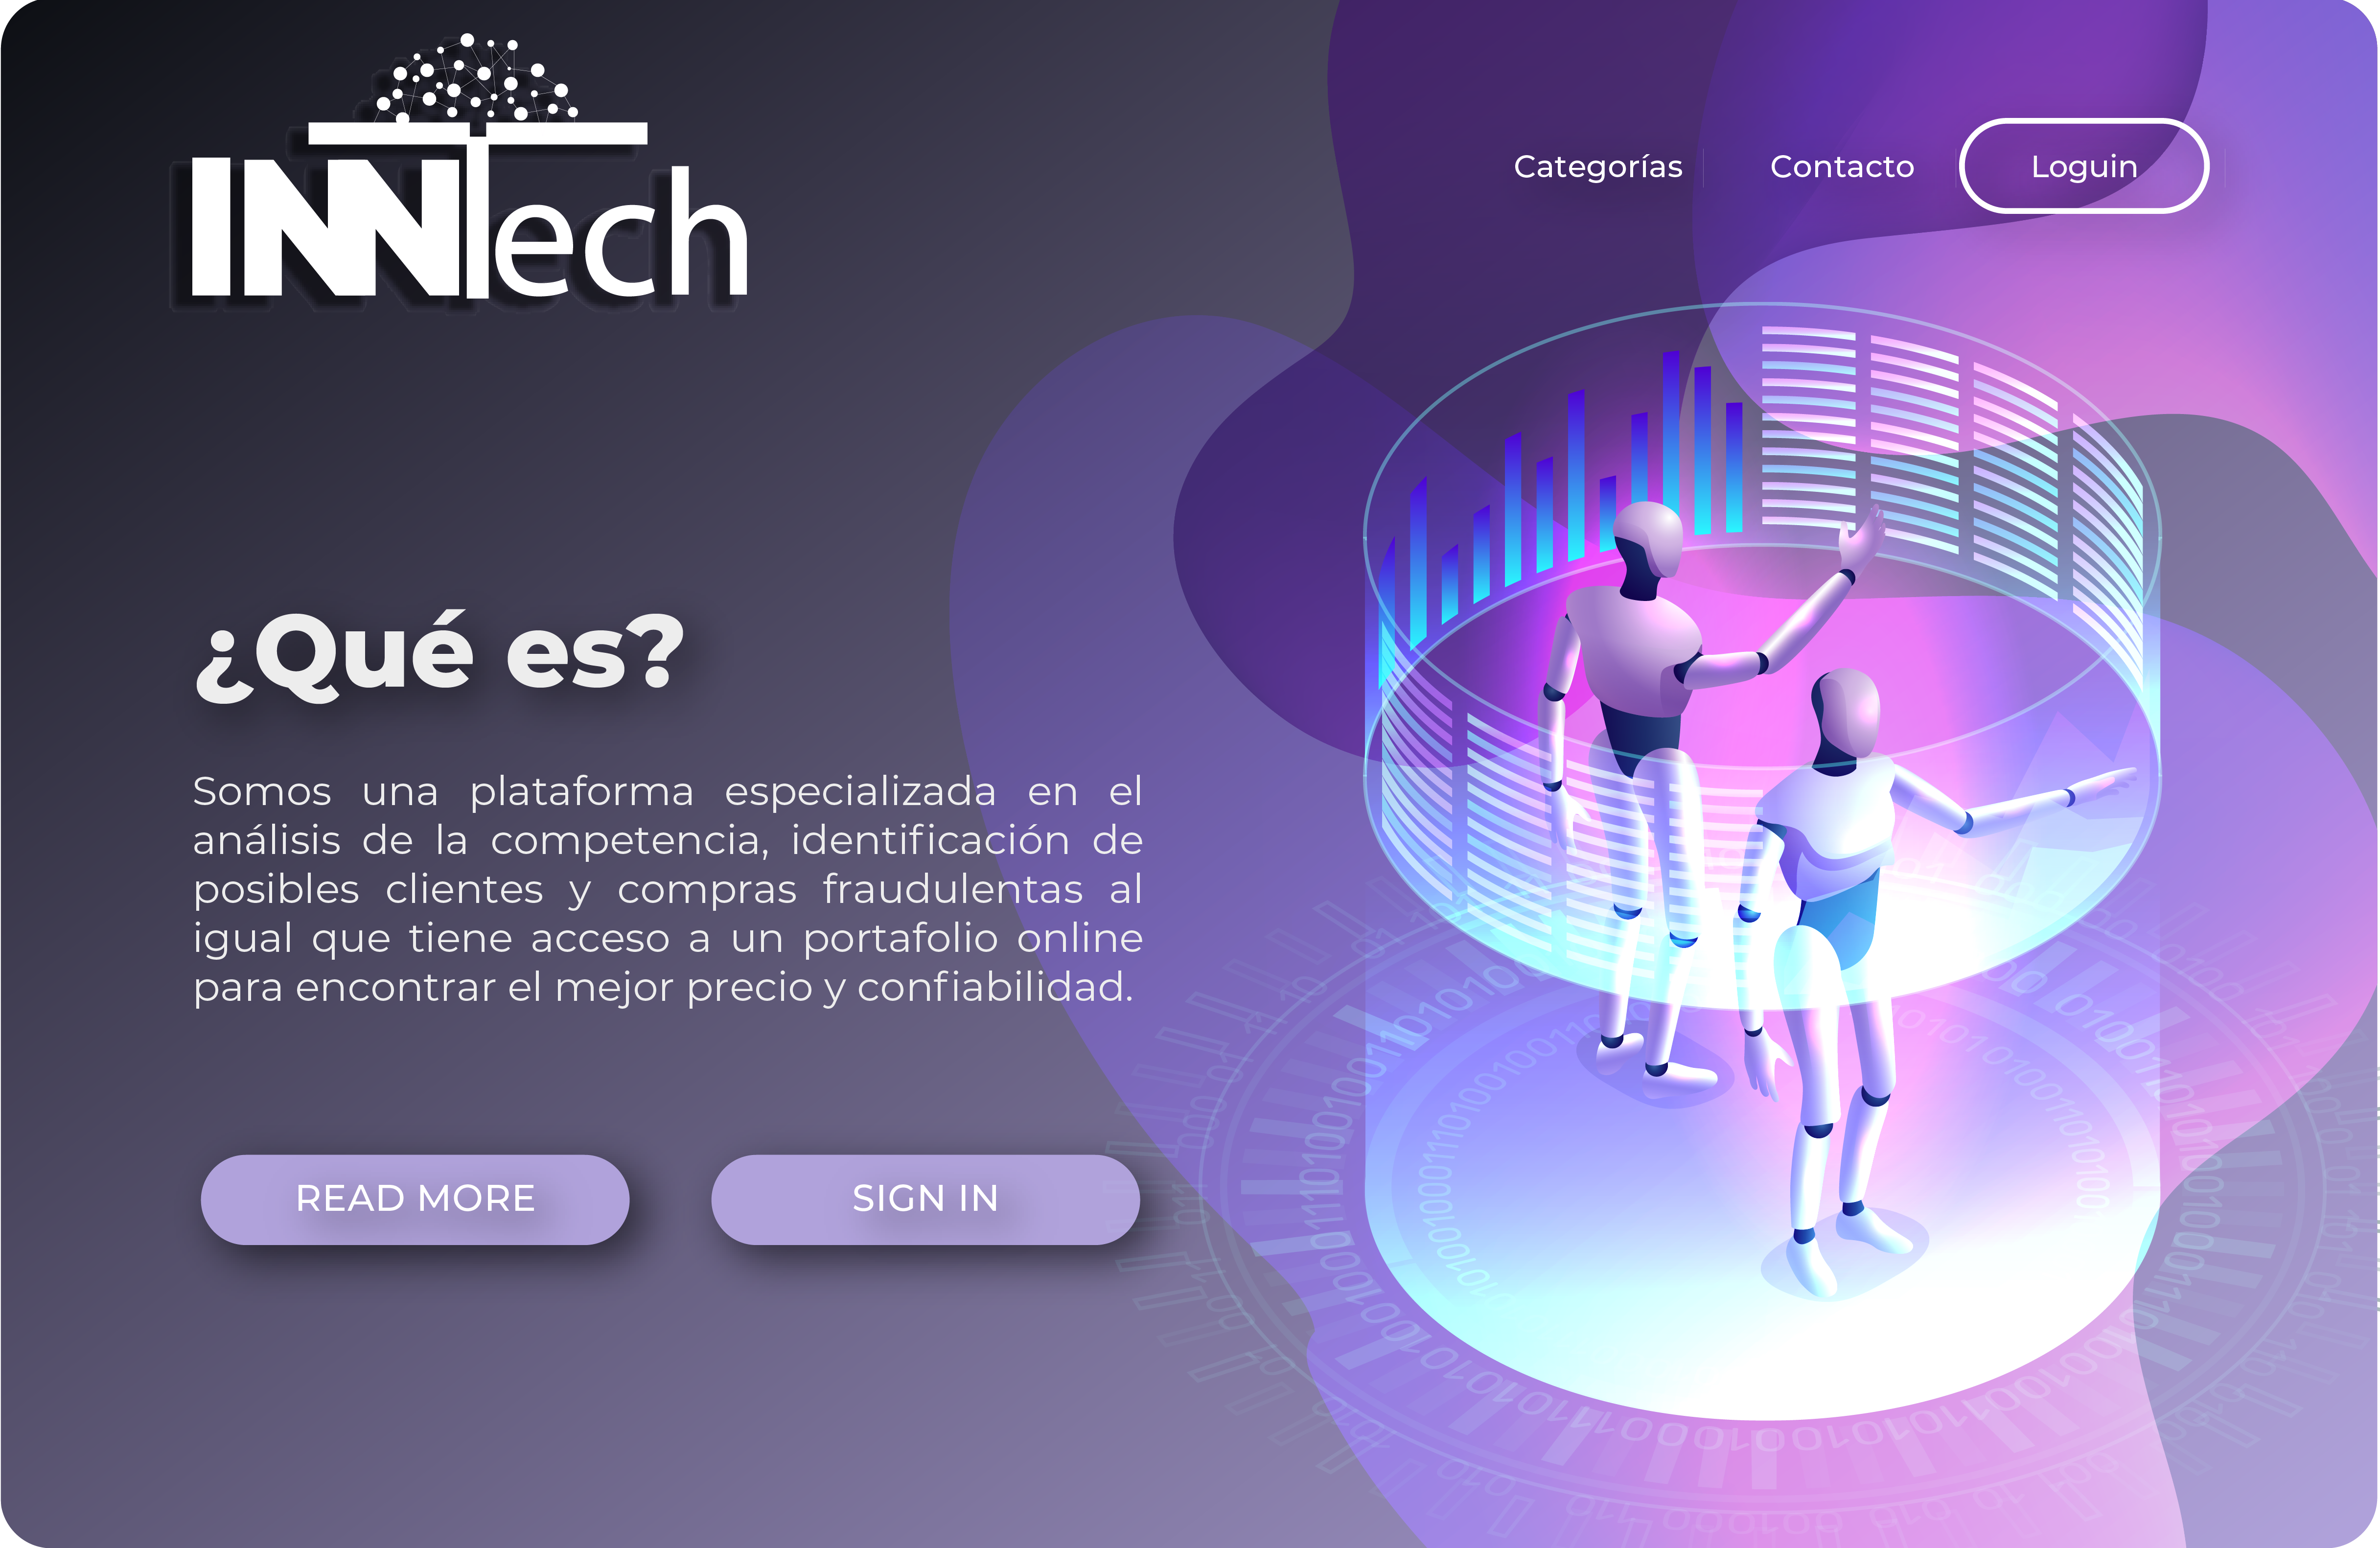 INNTech
Categorías
Contacto
Loguin
¿Qué es?
Somos una plataforma especializada en el
análisis de la competencia, identificación de
posibles clientes y compras fraudulentas al
igual que tiene acceso a un portafolio online
para encontrar el mejor precio y confiabilidad.
READ MORE
SIGN IN